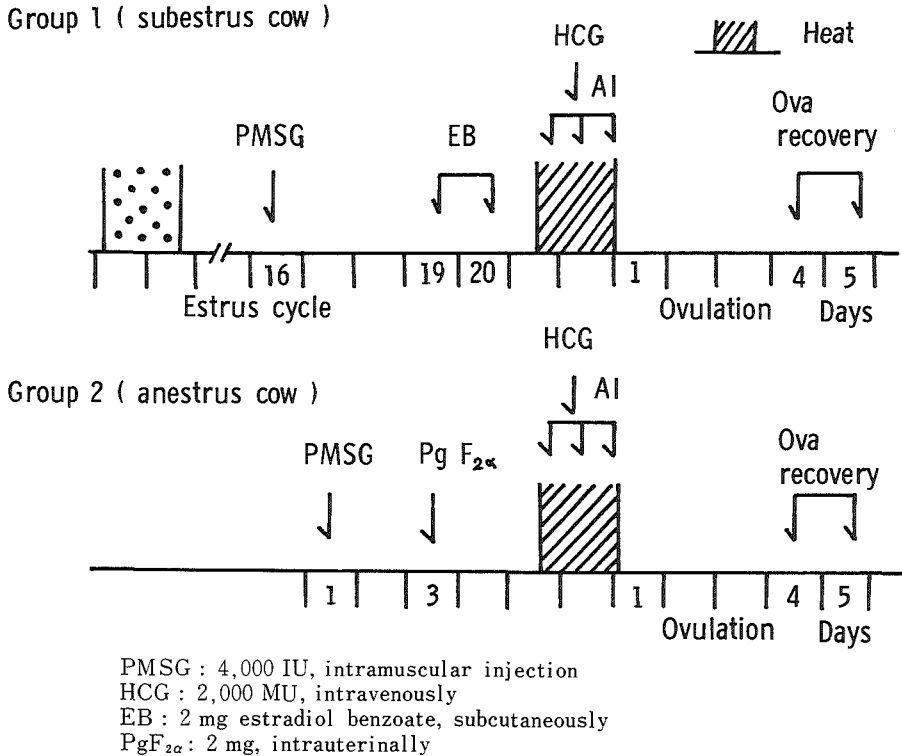 Group 1 ( subestrus cow )
Heat
HCG
AI
PMSG
EB
Ova
recovery
16
19
20
1
4
5
Estrus cycle
Ovulation
Days
Group 2 ( anestrus cow )
HCG
AI
PMSG
Pg F2α
Ova
recovery
1
3
1
4
5
Ovulation
Days
PMSG : 4,000 IU, intramuscular injection
HCG : 2,000 MU, intravenously
EB : 2 mg estradiol benzoate, subcutaneously
PgF2α : 2 mg, intrauterinally